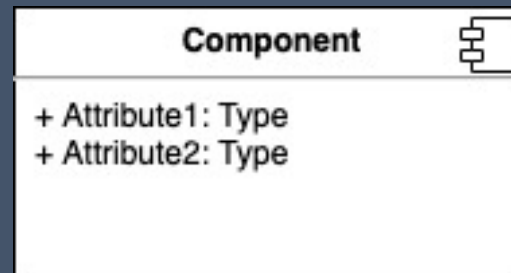 Component
+ Attribute1: Type
+ Attribute2: Type